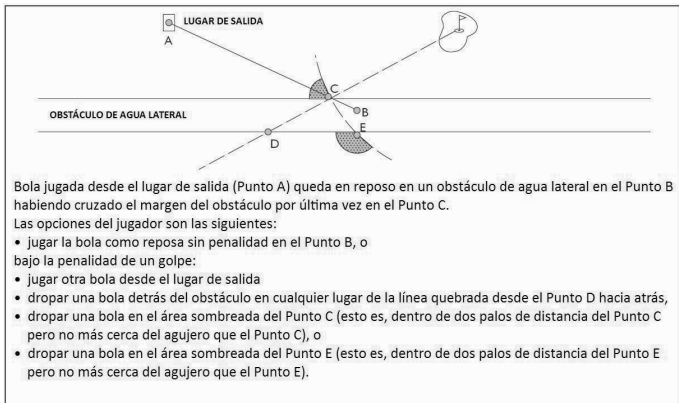 LUGAR DE SALIDA
A
C
OBSTÁCULO DE AGUA LATERAL
B
E
D
Bola jugada desde el lugar de salida (Punto A) queda en reposo en un obstáculo de agua lateral en el Punto B
habiendo cruzado el margen del obstáculo por última vez en el Punto C.
Las opciones del jugador son las siguientes:
• jugar la bola como reposa sin penalidad en el Punto B, o
bajo la penalidad de un golpe:
• jugar otra bola desde el lugar de salida
• dropar una bola detrás del obstáculo en cualquier lugar de la línea quebrada desde el Punto D hacia atrás,
• dropar una bola en el área sombreada del Punto C (esto es, dentro de dos palos de distancia del Punto C
pero no más cerca del agujero que el Punto C), o
• dropar una bola en el área sombreada del Punto E (esto es, dentro de dos palos de distancia del Punto E
pero no más cerca del agujero que el Punto E).